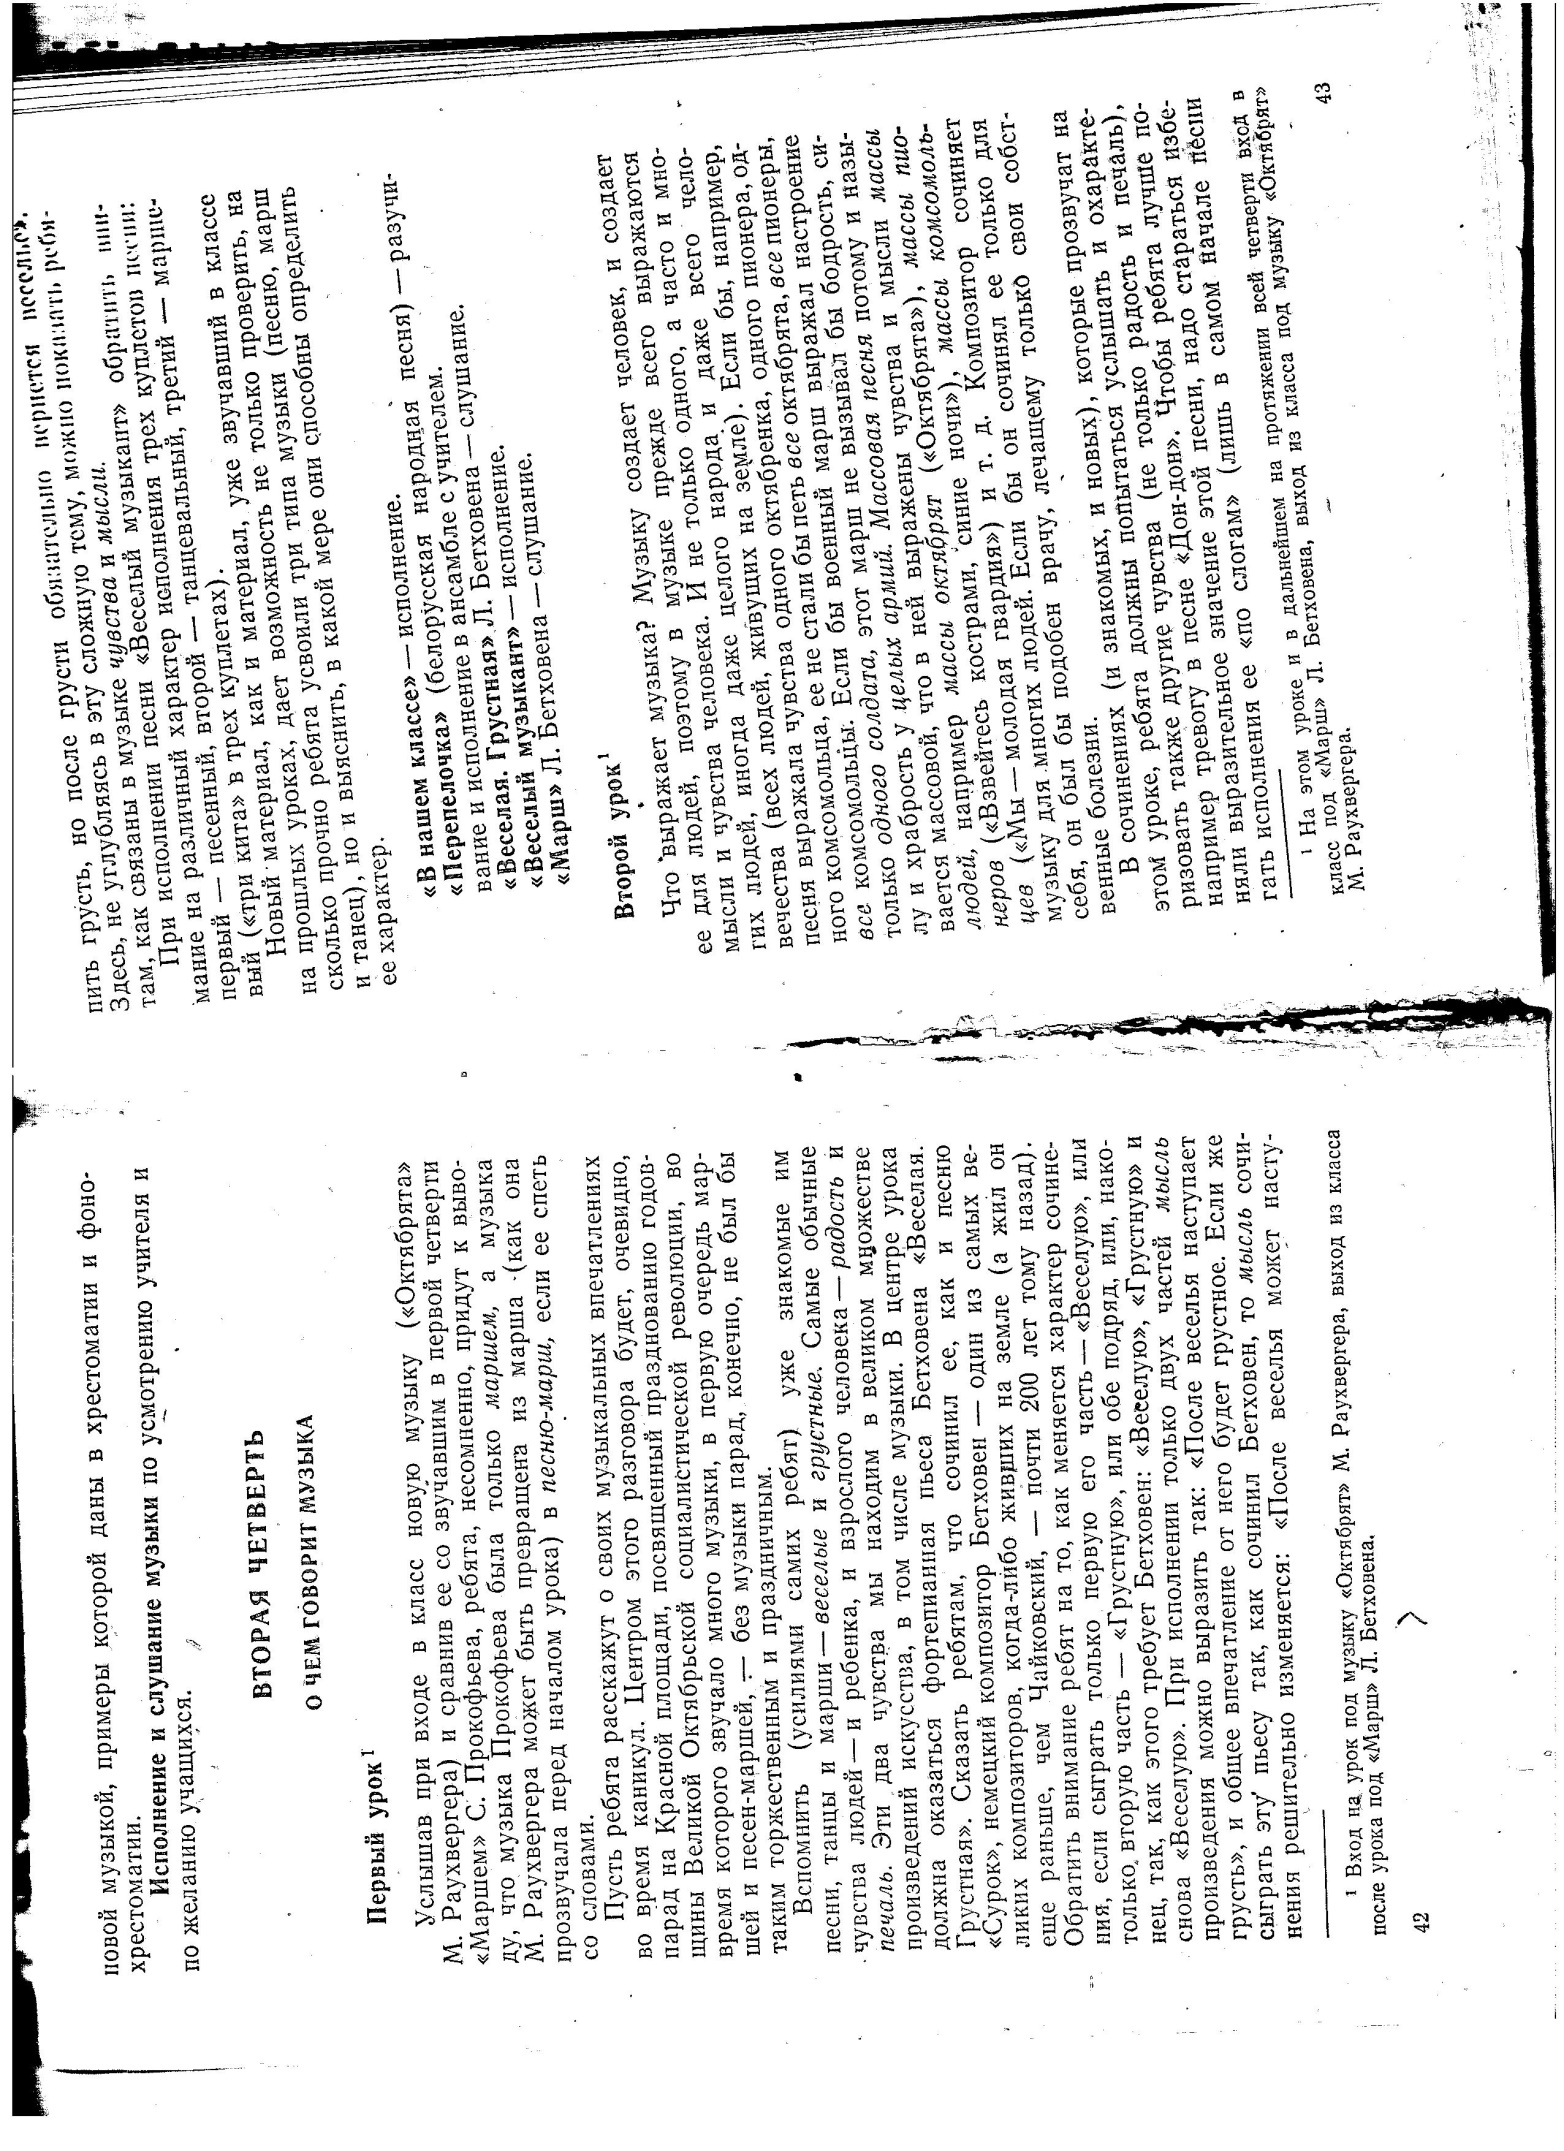 новой музыкой, примеры которой даны в хрестоматии и фоно-
хрестоматии.
Исполнение и слушание музыки по усмотрению учителя и
по желанию учащихся.
ВТОРАЯ ЧЕТВЕРТЬ
О ЧЕМ ГОВОРИТ МУЗЫКА
Первый урок¹
Услышав при входе в класс новую музыку («Октябрята»
М. Раухвергера) и сравнив ее со звучавшим в первой четверти
«Маршем» С. Прокофьева, ребята, несомненно, придут к выво-
ду, что музыка Прокофьева была только маршем, а музыка
М. Раухвергера может быть превращена из марша (как она
прозвучала перед началом урока) в песню-марш, если ее спеть
со словами.
Пусть ребята расскажут о своих музыкальных впечатлениях
во время каникул. Центром этого разговора будет, очевидно,
парад на Красной площади, посвященный празднованию годов-
щины Великой Октябрьской социалистической революции, во
время которого звучало много музыки, в первую очередь мар-
шей и песен-маршей, — без музыки парад, конечно, не был бы
таким торжественным и праздничным.
Вспомнить (усилиями самих ребят) уже знакомые им
песни, танцы и марши — веселые и грустные. Самые обычные
чувства людей — и ребенка, и взрослого человека — радость и
печаль. Эти два чувства мы находим в великом множестве
произведений искусства, в том числе музыки. В центре урока
должна оказаться фортепианная пьеса Бетховена «Веселая.
Грустная». Сказать ребятам, что сочинил ее, как и песню
«Сурок», немецкий композитор Бетховен — один из самых ве-
ликих композиторов, когда-либо живших на земле (а жил он
еще раньше, чем Чайковский, — почти 200 лет тому назад).
Обратить внимание ребят на то, как меняется характер сочине-
ния, если сыграть только первую его часть — «Веселую», или
только вторую часть — «Грустную», или обе подряд, или, нако-
нец, так, как этого требует Бетховен: «Веселую», «Грустную» и
снова «Веселую». При исполнении только двух частей мысль
произведения можно выразить так: «После веселья наступает
грусть», и общее впечатление от него будет грустное. Если же
сыграть эту пьесу так, как сочинил Бетховен, то мысль сочи-
нения решительно изменяется: «После веселья может насту-
¹ Вход на урок под музыку «Октябрят» М. Раухвергера, выход из класса
после урока под «Марш» Л. Бетховена.
42
пить грусть, но после грусти обязательно вернется веселье».
Здесь, не углубляясь в эту сложную тему, можно показать ребя-
там, как связаны в музыке чувства и мысли.
При исполнении песни «Веселый музыкант» обратить вни-
мание на различный характер исполнения трех куплетов песни:
первый — песенный, второй — танцевальный, третий — марше-
вый («три кита» в трех куплетах).
Новый материал, как и материал, уже звучавший в классе
на прошлых уроках, дает возможность не только проверить, на
сколько прочно ребята усвоили три типа музыки (песню, марш
и танец), но и выяснить, в какой мере они способны определить
ее характер.
«В нашем классе» — исполнение.
«Перепелочка» (белорусская народная песня) — разучи-
вание и исполнение в ансамбле с учителем.
«Веселая. Грустная» Л. Бетховена — слушание.
«Веселый музыкант» — исполнение.
«Марш» Л. Бетховена — слушание.
Второй урок¹
Что выражает музыка? Музыку создает человек, и создает
ее для людей, поэтому в музыке прежде всего выражаются
мысли и чувства человека. И не только одного, а часто и мно-
гих людей, иногда даже целого народа и даже всего чело-
вечества (всех людей, живущих на земле). Если бы, например,
песня выражала чувства одного октябренка, одного пионера, од-
ного комсомольца, ее не стали бы петь все октябрята, все пионеры,
все комсомольцы. Если бы военный марш выражал настроение
только одного солдата, этот марш не вызывал бы бодрость, си-
лу и храбрость у целых армий. Массовая песня потому и назы-
вается массовой, что в ней выражены чувства и мысли массы
людей, например массы октябрят («Октябрята»), массы пио-
неров («Взвейтесь кострами, синие ночи»), массы комсомоль-
цев («Мы — молодая гвардия») и т. д. Композитор сочиняет
музыку для многих людей. Если бы он сочинял ее только для
себя, он был бы подобен врачу, лечащему только свои собст-
венные болезни.
В сочинениях (и знакомых, и новых), которые прозвучат на
этом уроке, ребята должны попытаться услышать и охаракте-
ризовать также другие чувства (не только радость и печаль),
например тревогу в песне «Дон-дон». Чтобы ребята лучше по-
няли выразительное значение этой песни, надо стараться избе-
гать исполнения ее «по слогам» (лишь в самом начале песни
¹ На этом уроке и в дальнейшем на протяжении всей четверти вход в
класс под «Марш» Л. Бетховена, выход из класса под музыку «Октябрят»
М. Раухвергера.
43